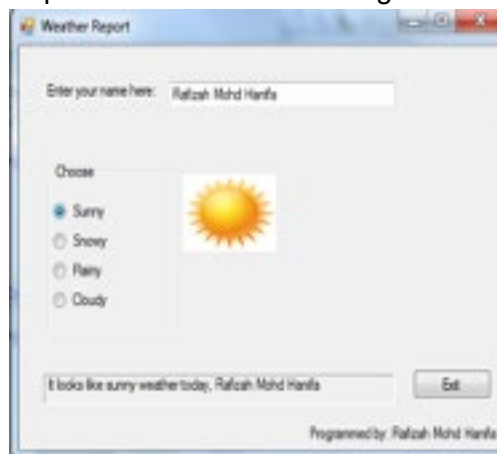 Weather Report
Enter your name here: Rafizah Mohd Hanifa
Choose
Sunny
Snowy
Rainy
Cloudy
It looks like sunny weather today, Rafizah Mohd Hanifa
Exit
Programmed by: Rafizah Mohd Hanifa